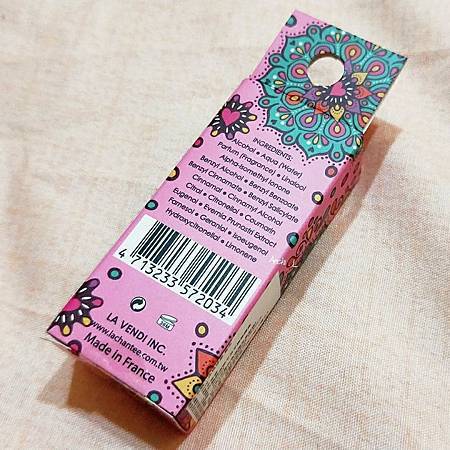 INGREDIENTS:
Alcohol • Aqua (Water)
Parfum (Fragrance) • Linalool
Alpha-Isomethyl Ionone
Benzyl Alcohol • Benzyl Benzoate
Benzyl Cinnamate • Benzyl Salicylate
Cinnamal • Cinnamyl Alcohol
Citral • Citronellol • Coumarin
Eugenol • Evernia Prunastri Extract
Farnesol • Geraniol • Isoeugenol
Hydroxycitronellal • Limonene
4 713233 572034
LA VENDI INC.
www.lachantee.com.tw
Made In France